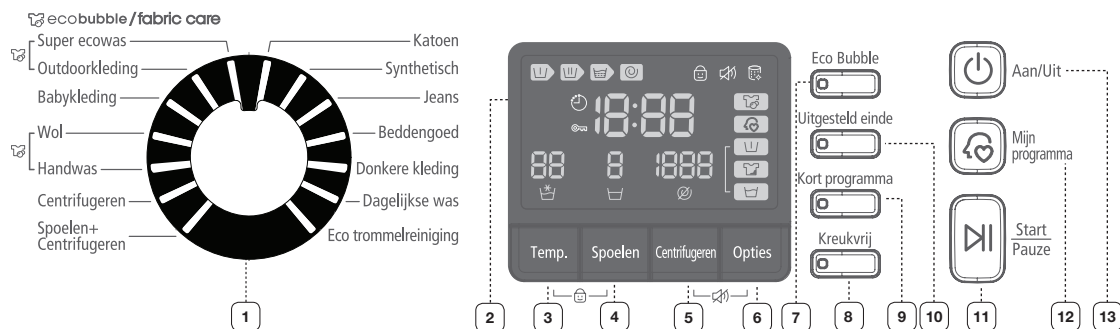 ecobubble/fabric care
Super ecowas
Outdoorkleding
Babykleding
Wol
Handwas
Centrifugeren
Spoelen+
Centrifugeren
Katoen
Synthetisch
Jeans
Beddengoed
Donkere kleding
Dagelijkse was
Eco trommelreiniging
18:88
88
8
1888
Temp.
Spoelen
Centrifugeren
Opties
Eco Bubble
Uitgesteld einde
Kort programma
Kreukvrij
Aan/Uit
Mijn
programma
Start
Pauze
1
2
3
4
5
6
7
8
9
10
11
12
13